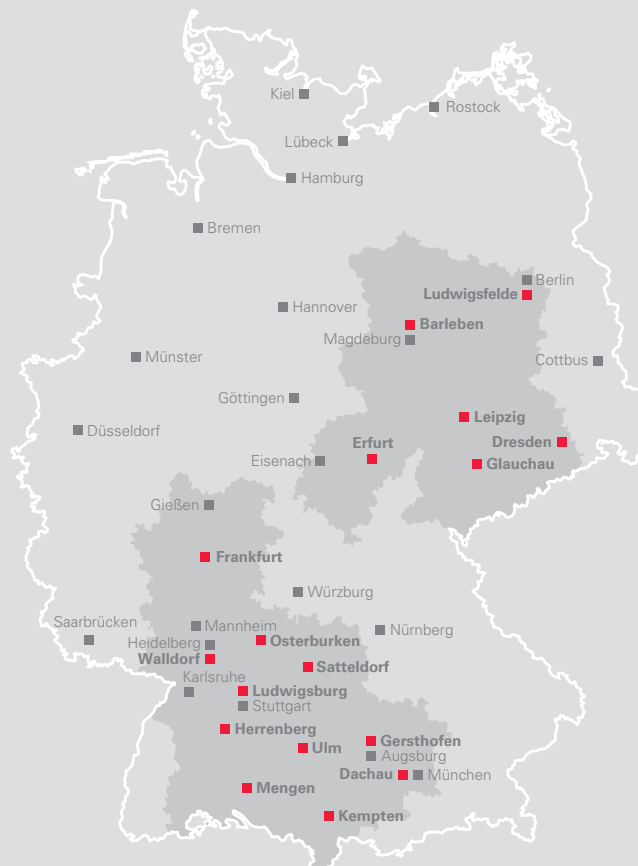 Kiel
Rostock
Lübeck
Hamburg
Bremen
Berlin
Ludwigsfelde
Hannover
Barleben
Magdeburg
Münster
Cottbus
Göttingen
Leipzig
Düsseldorf
Dresden
Erfurt
Eisenach
Glauchau
Gießen
Frankfurt
Würzburg
Saarbrücken
Mannheim
Nürnberg
Heidelberg
Osterburken
Walldorf
Satteldorf
Karlsruhe
Ludwigsburg
Stuttgart
Herrenberg
Gersthofen
Ulm
Augsburg
Dachau
München
Mengen
Kempten